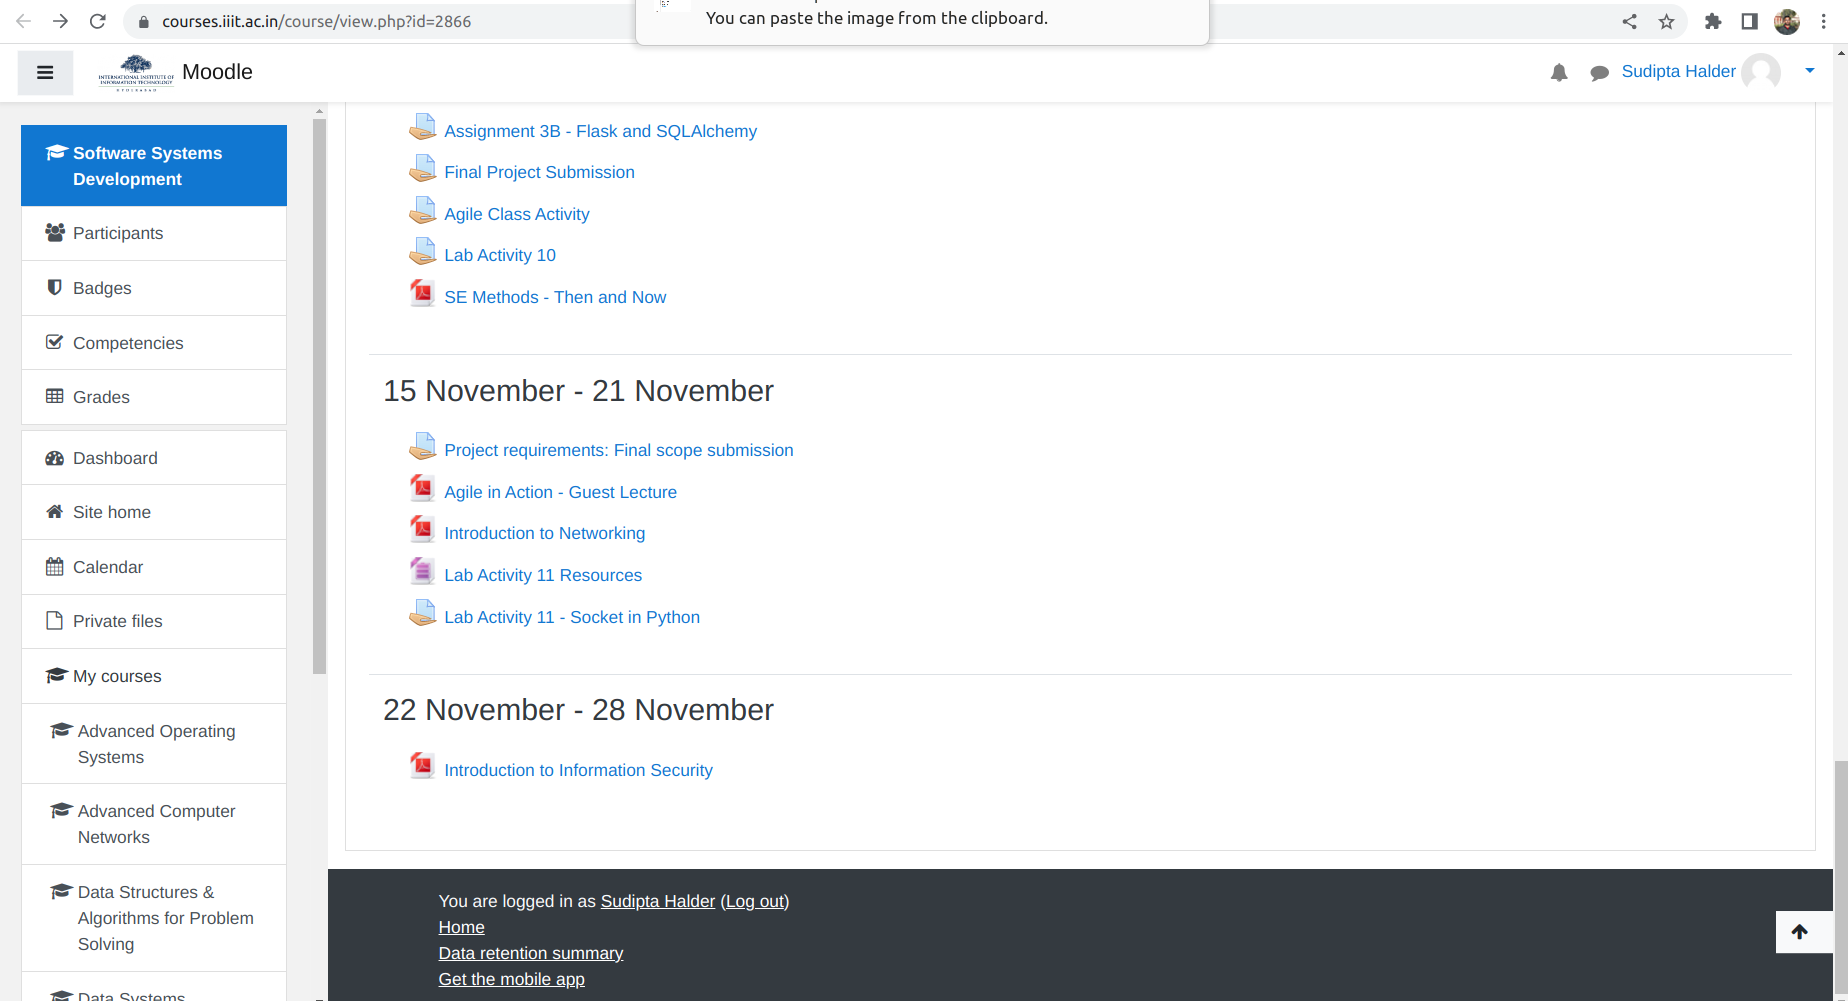 courses.iiit.ac.in/course/view.php?id=2866
You can paste the image from the clipboard.
INTERNATIONAL INSTITUTE OF
INFORMATION TECHNOLOGY
HYDERABAD
Moodle
Sudipta Halder
Software Systems
Development
Participants
Badges
Competencies
Grades
Dashboard
Site home
Calendar
Private files
My courses
Advanced Operating
Systems
Advanced Computer
Networks
Data Structures &
Algorithms for Problem
Solving
Data Systems
Assignment 3B - Flask and SQLAlchemy
Final Project Submission
Agile Class Activity
Lab Activity 10
SE Methods - Then and Now
15 November - 21 November
Project requirements: Final scope submission
Agile in Action - Guest Lecture
Introduction to Networking
Lab Activity 11 Resources
Lab Activity 11 - Socket in Python
22 November - 28 November
Introduction to Information Security
You are logged in as Sudipta Halder (Log out)
Home
Data retention summary
Get the mobile app